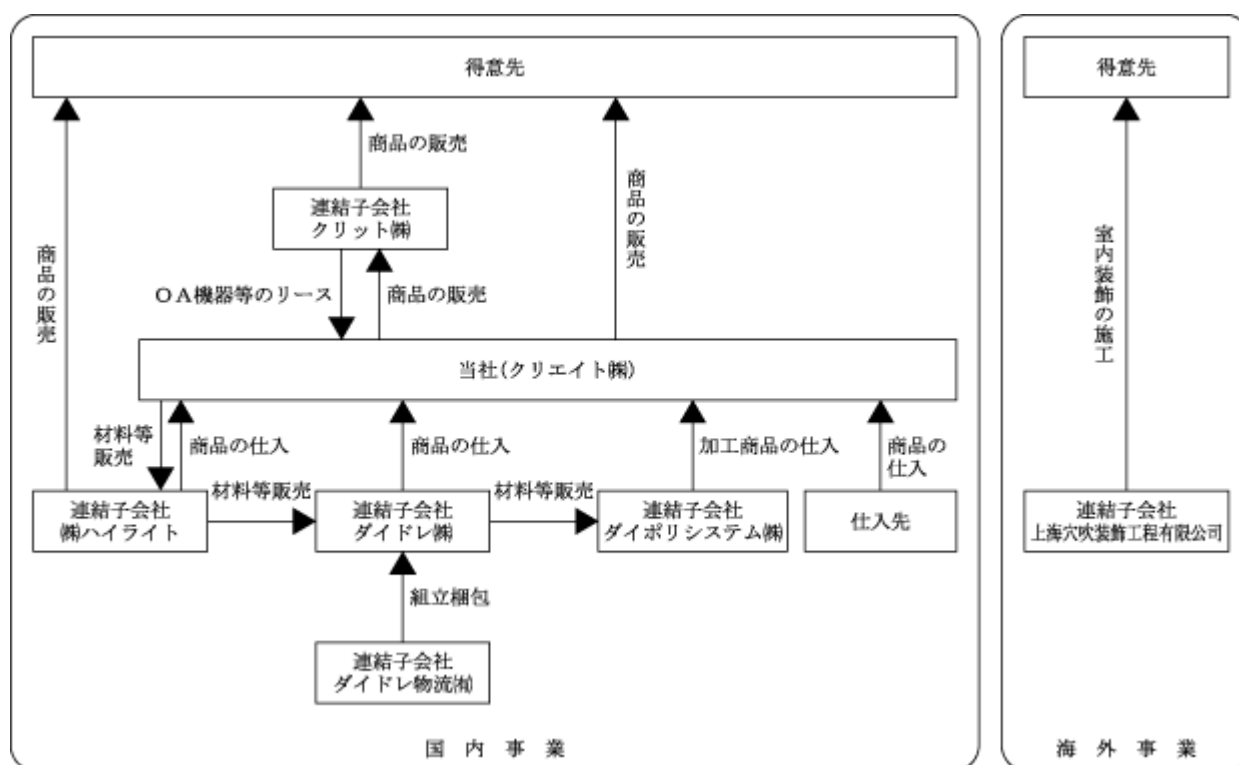 得意先
得意先
商品の販売
連結子会社
クリット㈱
商品の販売
商品の販売
ＯＡ機器等のリース
商品の販売
室内装飾の施工
当社(クリエイト㈱)
材料等
販売
商品の仕入
商品の仕入
加工商品の仕入
商品の
仕入
連結子会社
㈱ハイライト
材料等販売
連結子会社
ダイドレ㈱
材料等販売
連結子会社
ダイポリシステム㈱
仕入先
連結子会社
上海穴吹装飾工程有限公司
組立梱包
連結子会社
ダイドレ物流㈲
国内事業
海外事業